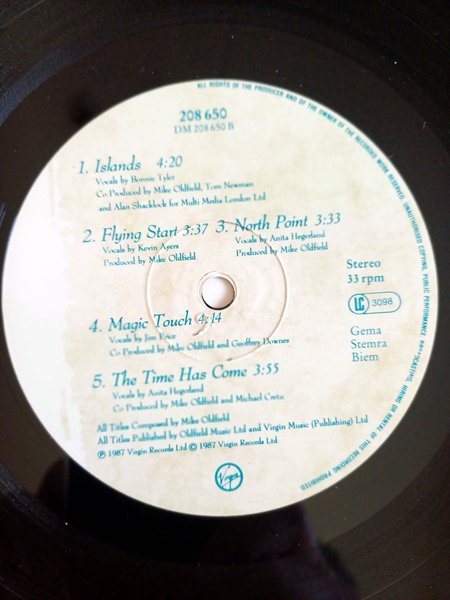 ALL RIGHTS OF THE PRODUCER AND OF THE OWNER OF THE RECORDED WORK RESERVED. UNAUTHORISED COPYING, PUBLIC PERFORMANCE, BROADCASTING, HIRING OR RENTAL OF THIS RECORDING PROHIBITED.
208 650
DM 208 650 B
1. Islands 4:20
Vocals by Bonnie Tyler
Co Produced by Mike Oldfield, Tom Newman
and Alan Shacklock for Multi Media London Ltd
2. Flying Start 3:37 3. North Point 3:33
Vocals by Kevin Ayers Vocals by Anita Hegerland
Produced by Mike Oldfield Produced by Mike Oldfield
Stereo
33 rpm
LC 3098
4. Magic Touch 4:14
Vocals by Jim Price
Co Produced by Mike Oldfield and Geoffrey Downes
Gema
Stemra
Biem
5. The Time Has Come 3:55
Vocals by Anita Hegerland
Co Produced by Mike Oldfield and Michael Cretu
All Titles Composed by Mike Oldfield
All Titles Published by Oldfield Music Ltd and Virgin Music (Publishing) Ltd
℗ 1987 Virgin Records Ltd © 1987 Virgin Records Ltd
Virgin